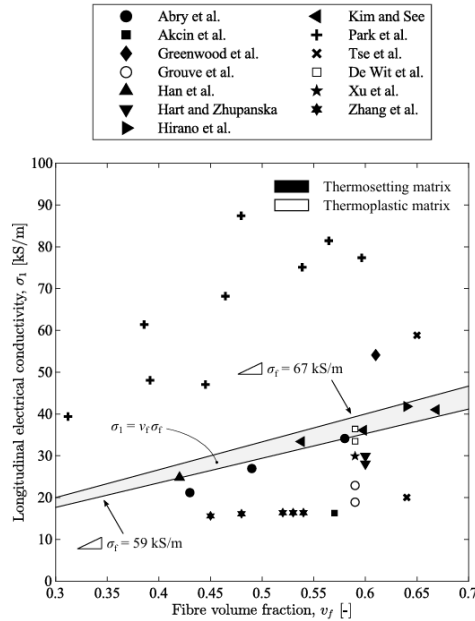 Abry et al.
Akcin et al.
Greenwood et al.
Grouve et al.
Han et al.
Hart and Zhupanska
Hirano et al.
Kim and See
Park et al.
Tse et al.
De Wit et al.
Xu et al.
Zhang et al.
Thermosetting matrix
Thermoplastic matrix
σf = 67 kS/m
σ1 = vfσf
σf = 59 kS/m
Longitudinal electrical conductivity, σ1 [kS/m]
100
90
80
70
60
50
40
30
20
10
0
0.3 0.35 0.4 0.45 0.5 0.55 0.6 0.65 0.7
Fibre volume fraction, vf [-]